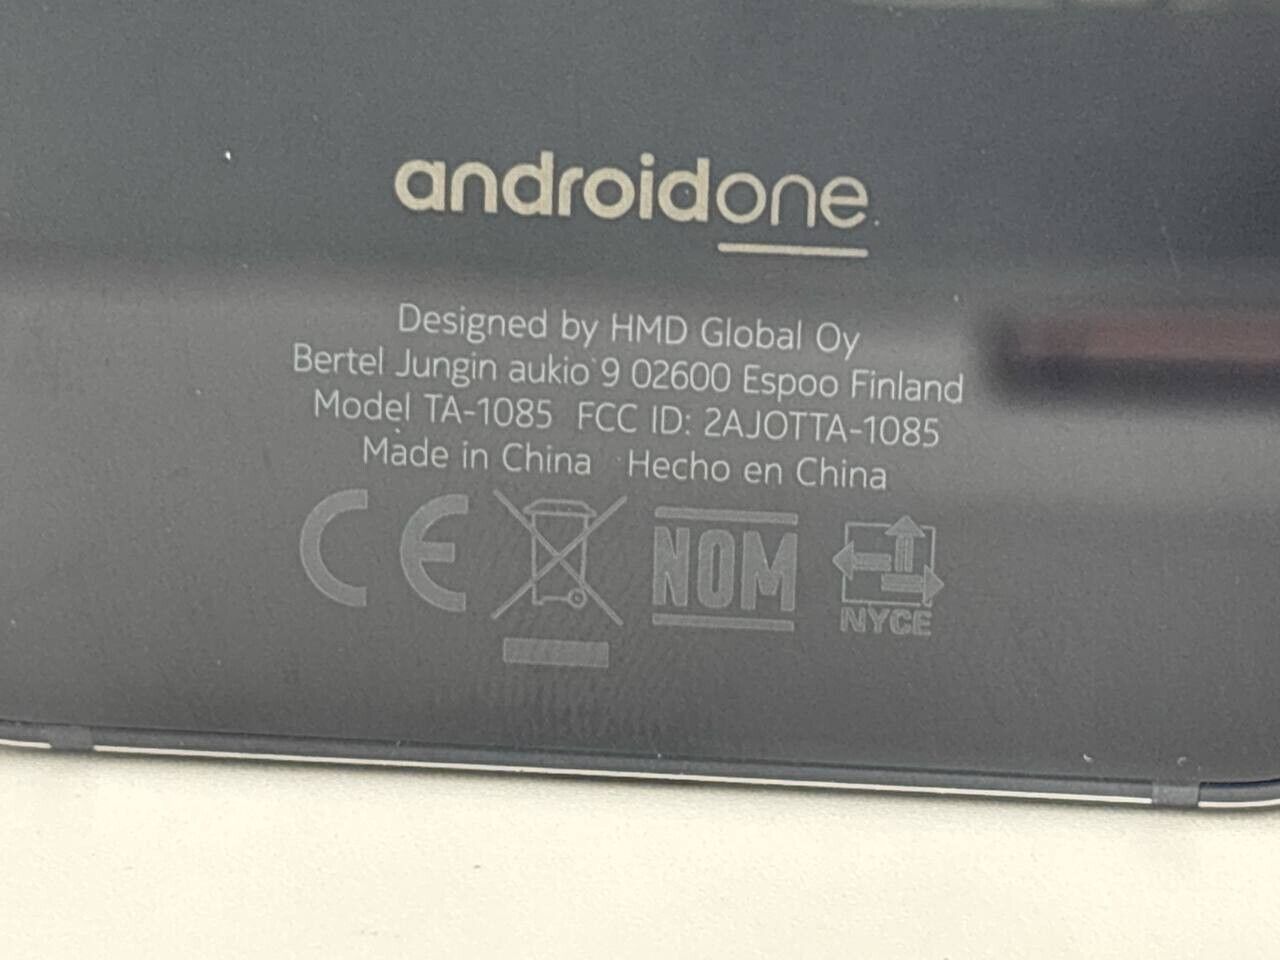 androidone.
Designed by HMD Global Oy
Bertel Jungin aukio 9 02600 Espoo Finland
Model TA-1085 FCC ID: 2AJOTTA-1085
Made in China Hecho en China
CE NOM
NYCE